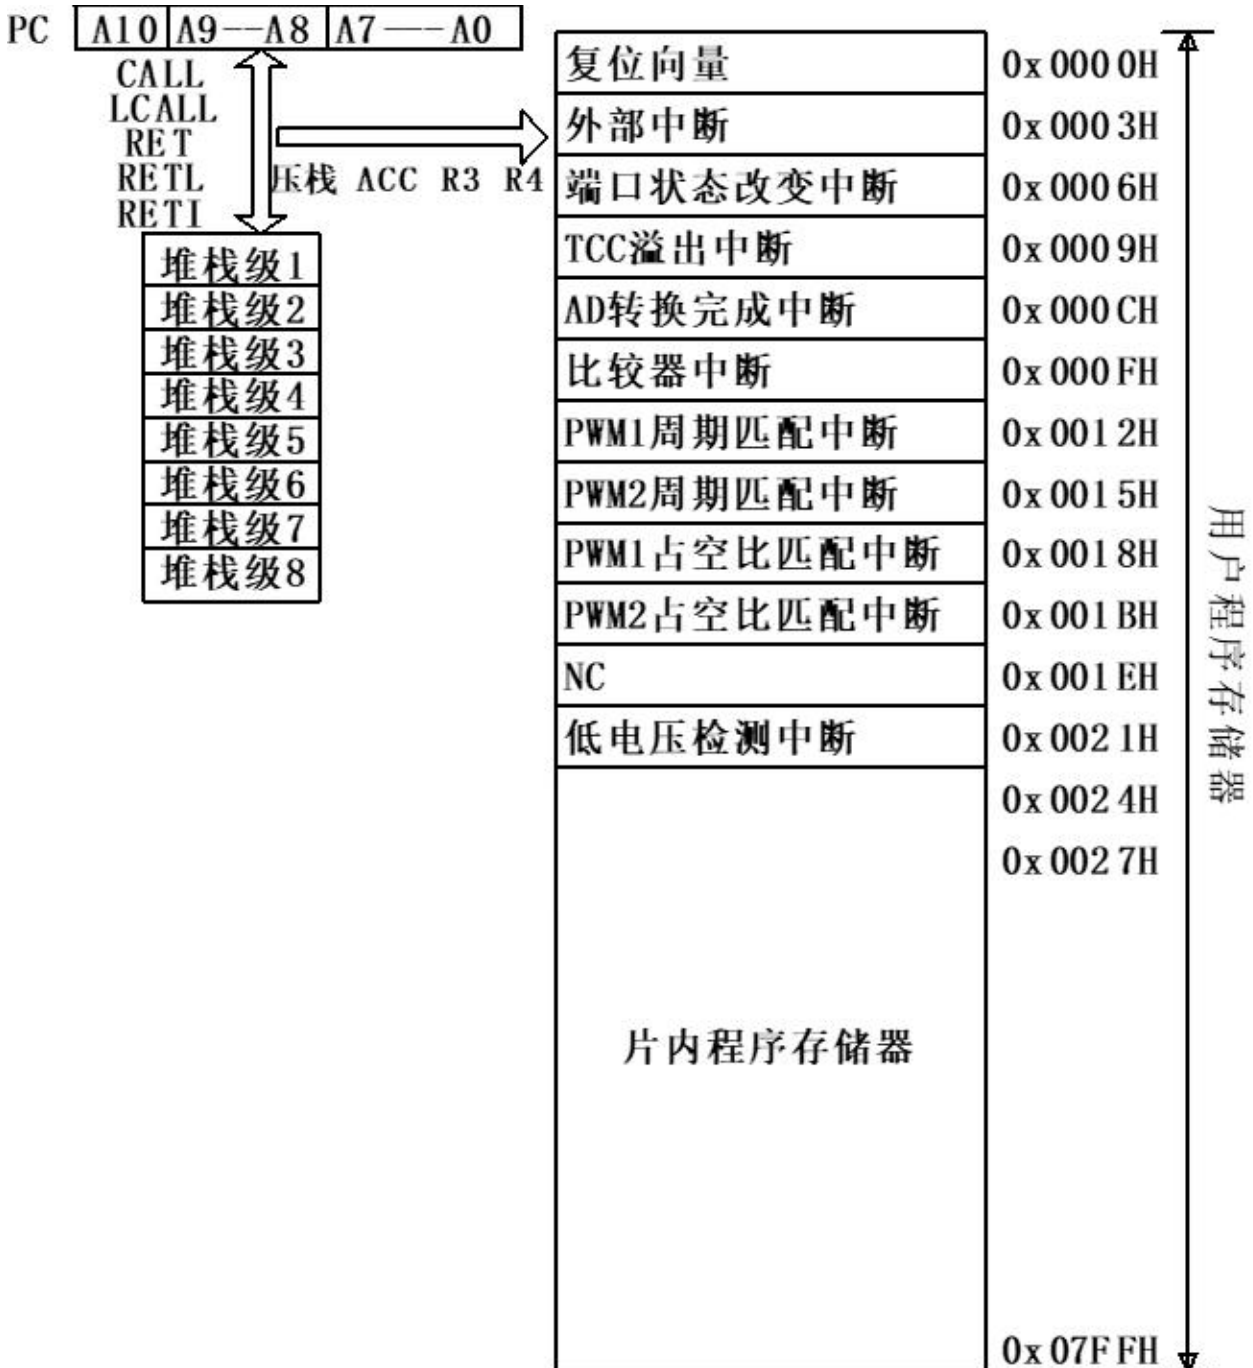 PC A10 A9--A8 A7---A0
CALL
LCALL
RET
RETL
RETI
压栈 ACC R3 R4
堆栈级1
堆栈级2
堆栈级3
堆栈级4
堆栈级5
堆栈级6
堆栈级7
堆栈级8
复位向量 0x0000H
外部中断 0x0003H
端口状态改变中断 0x0006H
TCC溢出中断 0x0009H
AD转换完成中断 0x000CH
比较器中断 0x000FH
PWM1周期匹配中断 0x0012H
PWM2周期匹配中断 0x0015H
PWM1占空比匹配中断 0x0018H
PWM2占空比匹配中断 0x001BH
NC 0x001EH
低电压检测中断 0x0021H
0x0024H
0x0027H
片内程序存储器
0x07FFH
用户程序存储器